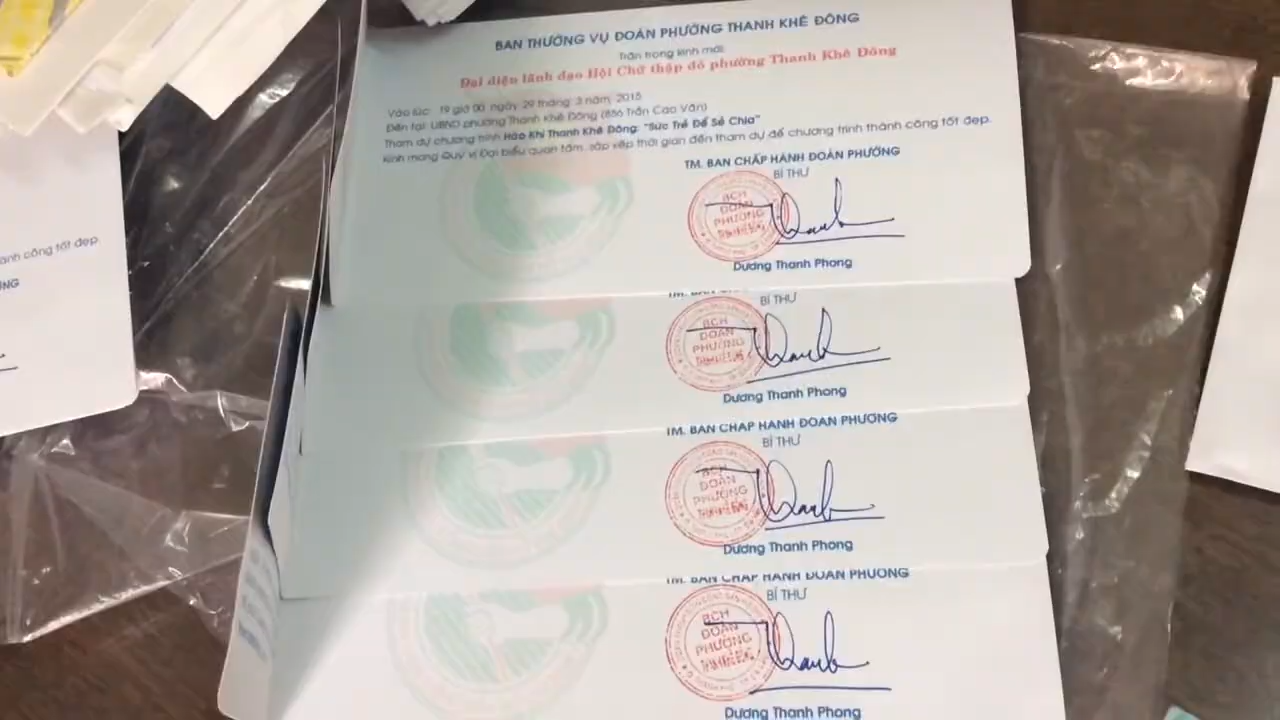 BAN THƯỜNG VỤ ĐOÀN PHƯỜNG THANH KHÊ ĐÔNG
Trân trọng kính mời:
Đại diện lãnh đạo Hội Chữ thập đỏ phường Thanh Khê Đông
Vào lúc: 19 giờ 00, ngày 29 tháng 3 năm 2015
Đến tại: UBND phường Thanh Khê Đông (856 Trần Cao Vân)
Tham dự chương trình Hào Khí Thanh Khê Đông: "Sức Trẻ Để Sẻ Chia"
Kính mong Quý vị Đại biểu quan tâm, sắp xếp thời gian đến tham dự để chương trình thành công tốt đẹp.
TM. BAN CHẤP HÀNH ĐOÀN PHƯỜNG
BÍ THƯ
BCH
ĐOÀN
PHƯỜNG
Dương Thanh Phong
BÍ THƯ
BCH
ĐOÀN
PHƯỜNG
Dương Thanh Phong
TM. BAN CHẤP HÀNH ĐOÀN PHƯỜNG
BÍ THƯ
BCH
ĐOÀN
PHƯỜNG
Dương Thanh Phong
TM. BAN CHẤP HÀNH ĐOÀN PHƯỜNG
BÍ THƯ
BCH
ĐOÀN
PHƯỜNG
Dương Thanh Phong
công tốt đẹp.